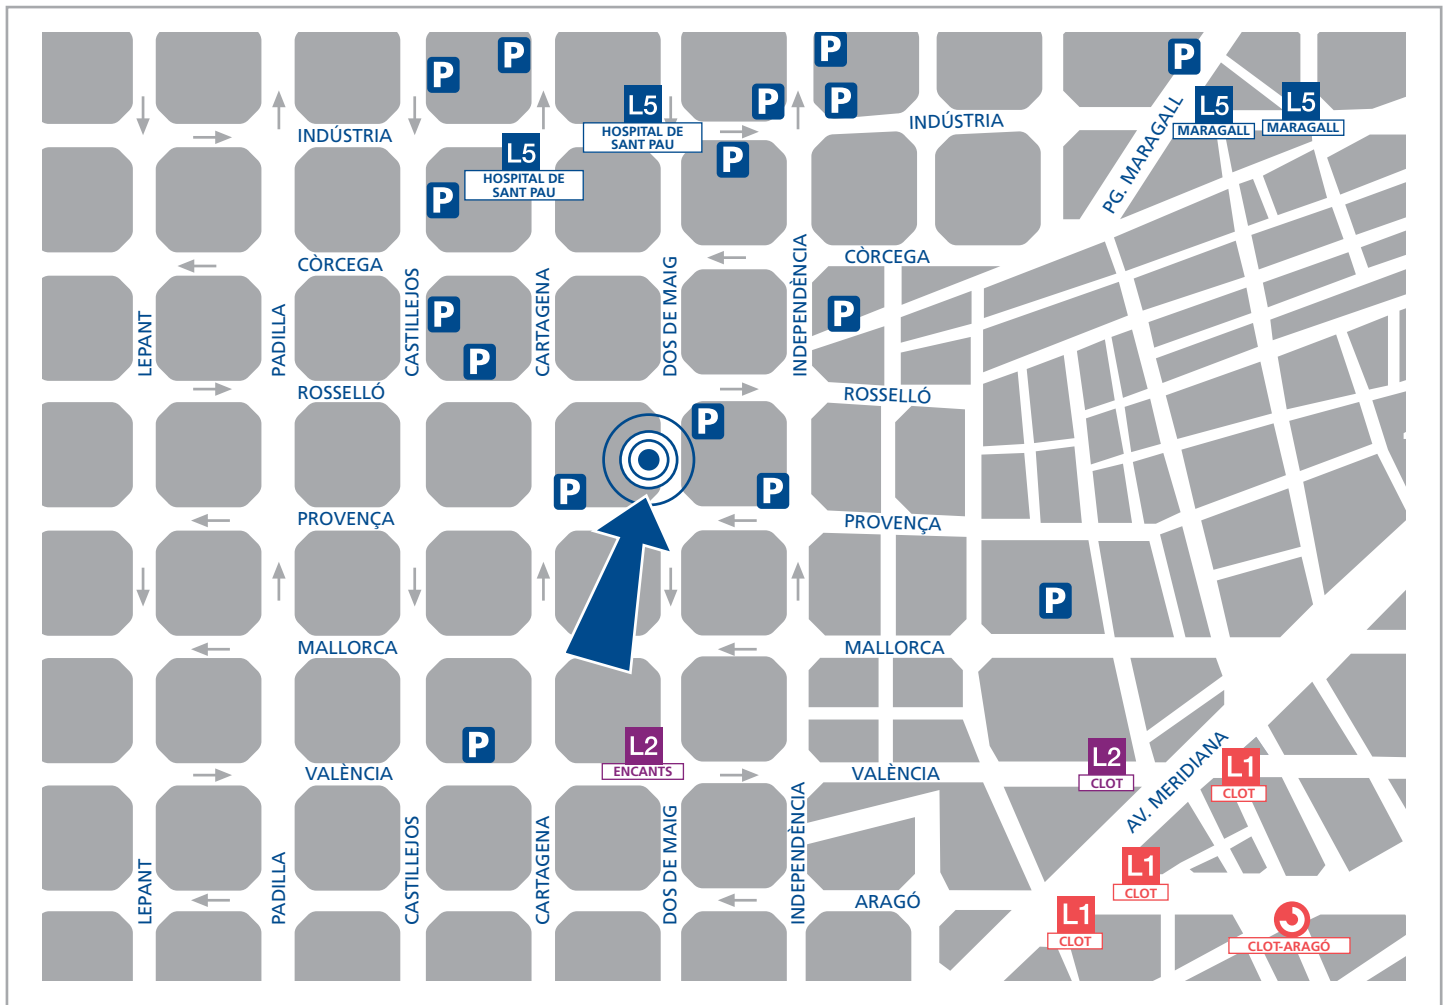 P
P
P
P
P
L5
HOSPITAL DE
SANT PAU
P
P
L5
MARAGALL
L5
MARAGALL
INDÚSTRIA
INDÚSTRIA
L5
HOSPITAL DE
SANT PAU
P
P
PG. MARAGALL
CÒRCEGA
CÒRCEGA
LEPANT
PADILLA
CASTILLEJOS
CARTAGENA
DOS DE MAIG
INDEPENDÈNCIA
P
P
P
ROSSELLÓ
ROSSELLÓ
P
P
P
PROVENÇA
PROVENÇA
P
MALLORCA
MALLORCA
P
L2
ENCANTS
L2
CLOT
L1
CLOT
VALÈNCIA
VALÈNCIA
AV. MERIDIANA
LEPANT
PADILLA
CASTILLEJOS
CARTAGENA
DOS DE MAIG
INDEPENDÈNCIA
L1
CLOT
ARAGÓ
L1
CLOT
CLOT-ARAGÓ